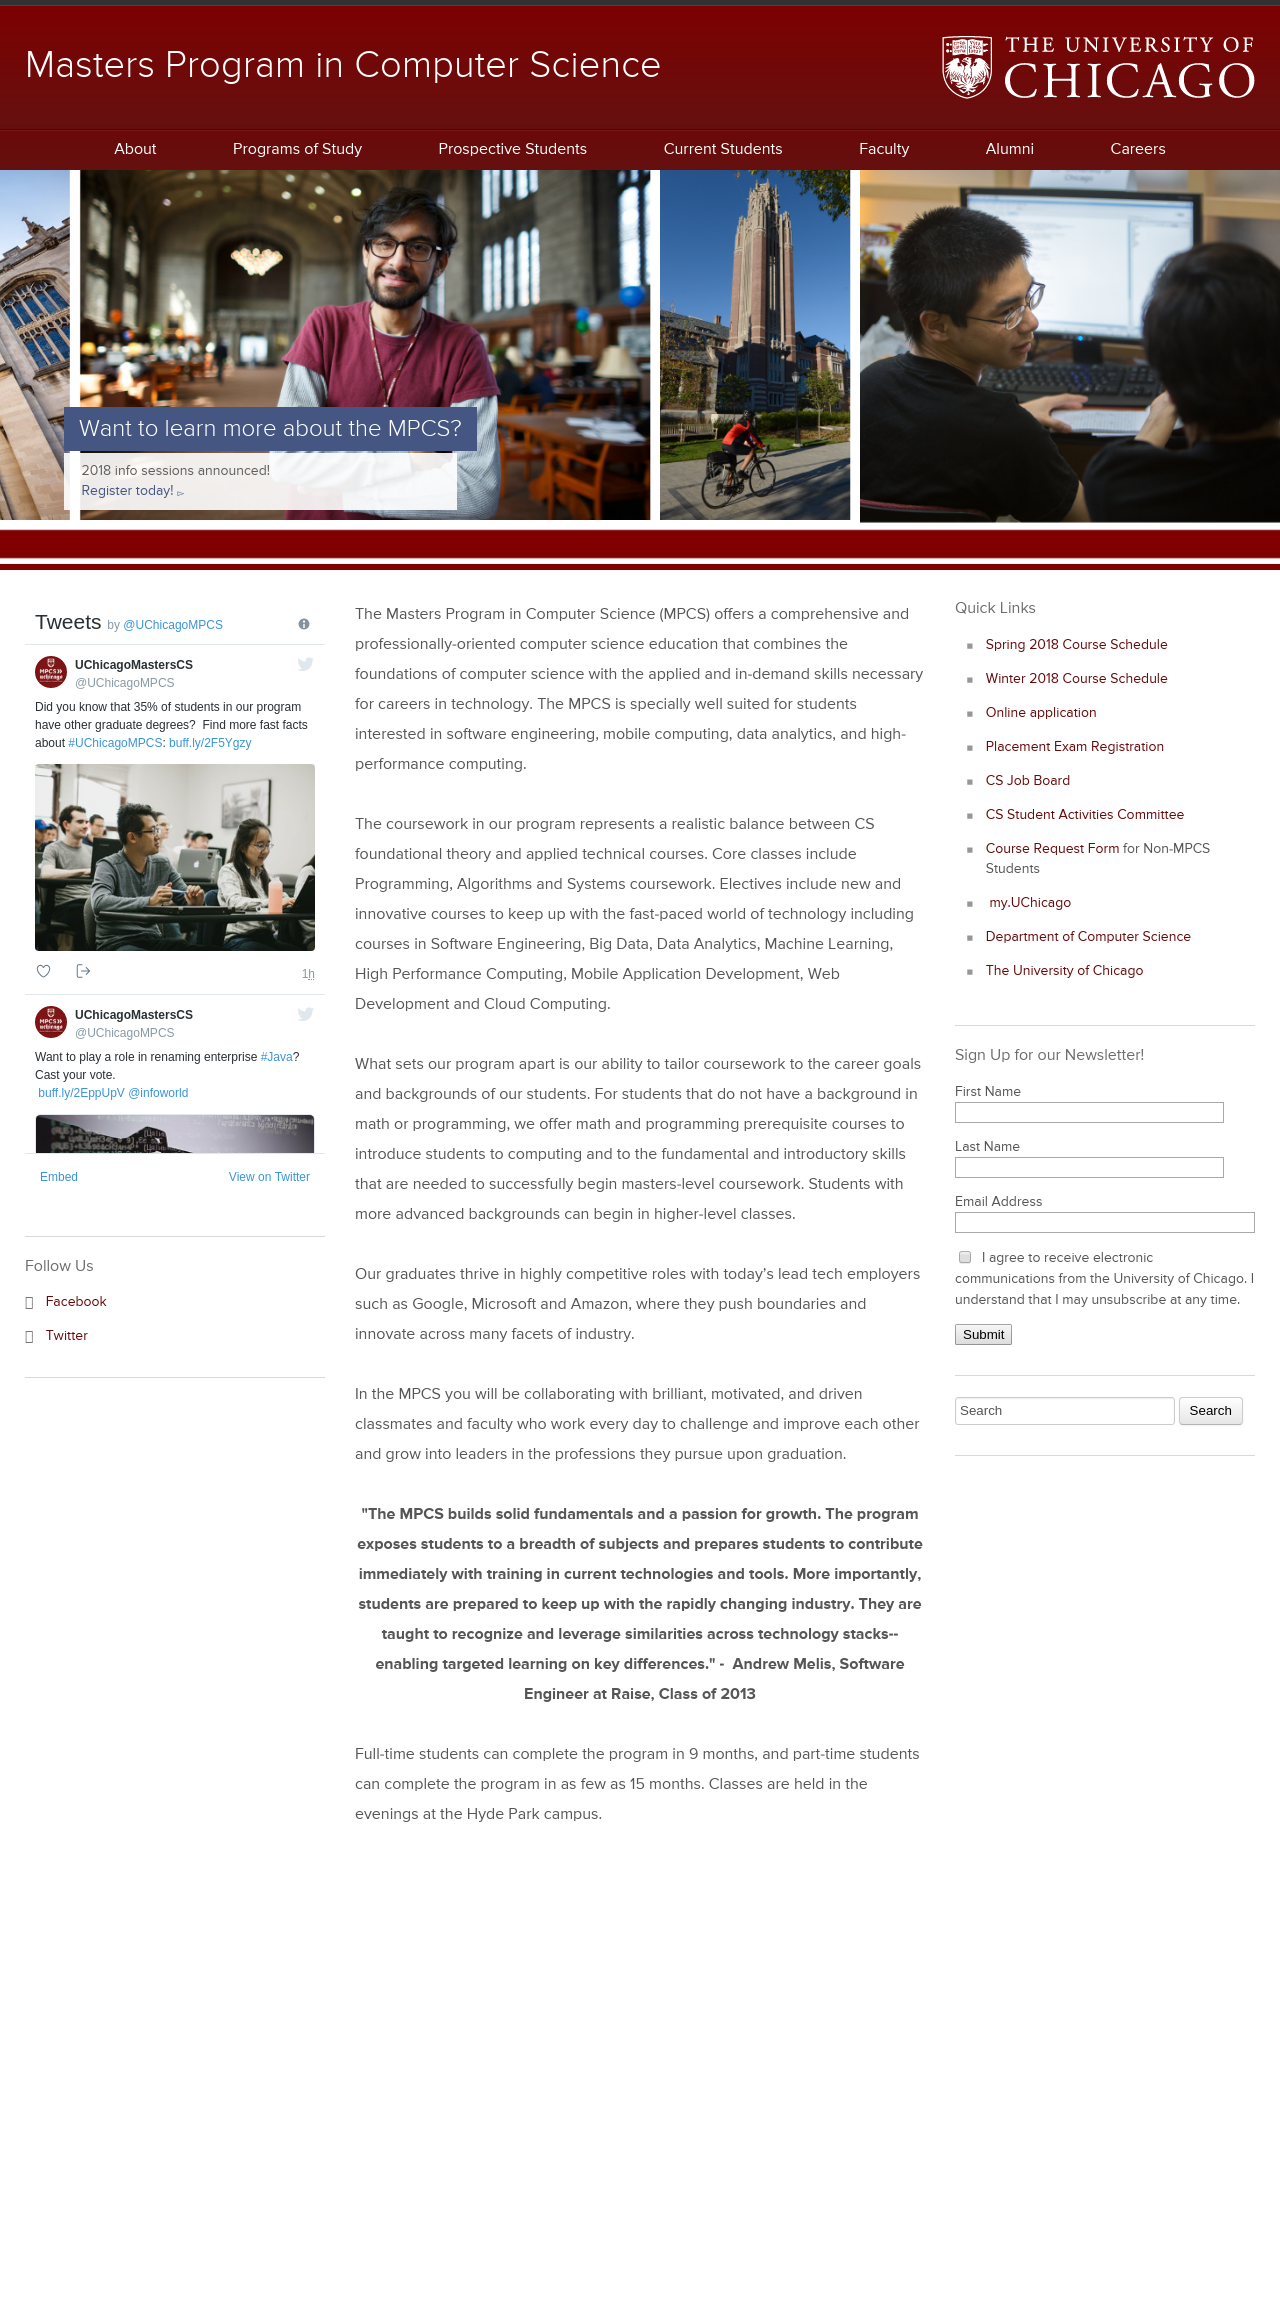 Masters Program in Computer Science
THE UNIVERSITY OF
CHICAGO
About
Programs of Study
Prospective Students
Current Students
Faculty
Alumni
Careers
Want to learn more about the MPCS?
2018 info sessions announced!
Register today!
Tweets by @UChicagoMPCS
UChicagoMastersCS
@UChicagoMPCS
Did you know that 35% of students in our program
have other graduate degrees?  Find more fast facts
about #UChicagoMPCS: buff.ly/2F5Ygzy
1h
UChicagoMastersCS
@UChicagoMPCS
Want to play a role in renaming enterprise #Java?
Cast your vote.
buff.ly/2EppUpV @infoworld
Embed
View on Twitter
Follow Us
Facebook
Twitter
The Masters Program in Computer Science (MPCS) offers a comprehensive and
professionally-oriented computer science education that combines the
foundations of computer science with the applied and in-demand skills necessary
for careers in technology. The MPCS is specially well suited for students
interested in software engineering, mobile computing, data analytics, and high-
performance computing.
The coursework in our program represents a realistic balance between CS
foundational theory and applied technical courses. Core classes include
Programming, Algorithms and Systems coursework. Electives include new and
innovative courses to keep up with the fast-paced world of technology including
courses in Software Engineering, Big Data, Data Analytics, Machine Learning,
High Performance Computing, Mobile Application Development, Web
Development and Cloud Computing.
What sets our program apart is our ability to tailor coursework to the career goals
and backgrounds of our students. For students that do not have a background in
math or programming, we offer math and programming prerequisite courses to
introduce students to computing and to the fundamental and introductory skills
that are needed to successfully begin masters-level coursework. Students with
more advanced backgrounds can begin in higher-level classes.
Our graduates thrive in highly competitive roles with today's lead tech employers
such as Google, Microsoft and Amazon, where they push boundaries and
innovate across many facets of industry.
In the MPCS you will be collaborating with brilliant, motivated, and driven
classmates and faculty who work every day to challenge and improve each other
and grow into leaders in the professions they pursue upon graduation.
"The MPCS builds solid fundamentals and a passion for growth. The program
exposes students to a breadth of subjects and prepares students to contribute
immediately with training in current technologies and tools. More importantly,
students are prepared to keep up with the rapidly changing industry. They are
taught to recognize and leverage similarities across technology stacks--
enabling targeted learning on key differences." -  Andrew Melis, Software
Engineer at Raise, Class of 2013
Full-time students can complete the program in 9 months, and part-time students
can complete the program in as few as 15 months. Classes are held in the
evenings at the Hyde Park campus.
Quick Links
Spring 2018 Course Schedule
Winter 2018 Course Schedule
Online application
Placement Exam Registration
CS Job Board
CS Student Activities Committee
Course Request Form for Non-MPCS
Students
my.UChicago
Department of Computer Science
The University of Chicago
Sign Up for our Newsletter!
First Name
Last Name
Email Address
I agree to receive electronic
communications from the University of Chicago. I
understand that I may unsubscribe at any time.
Submit
Search
Search